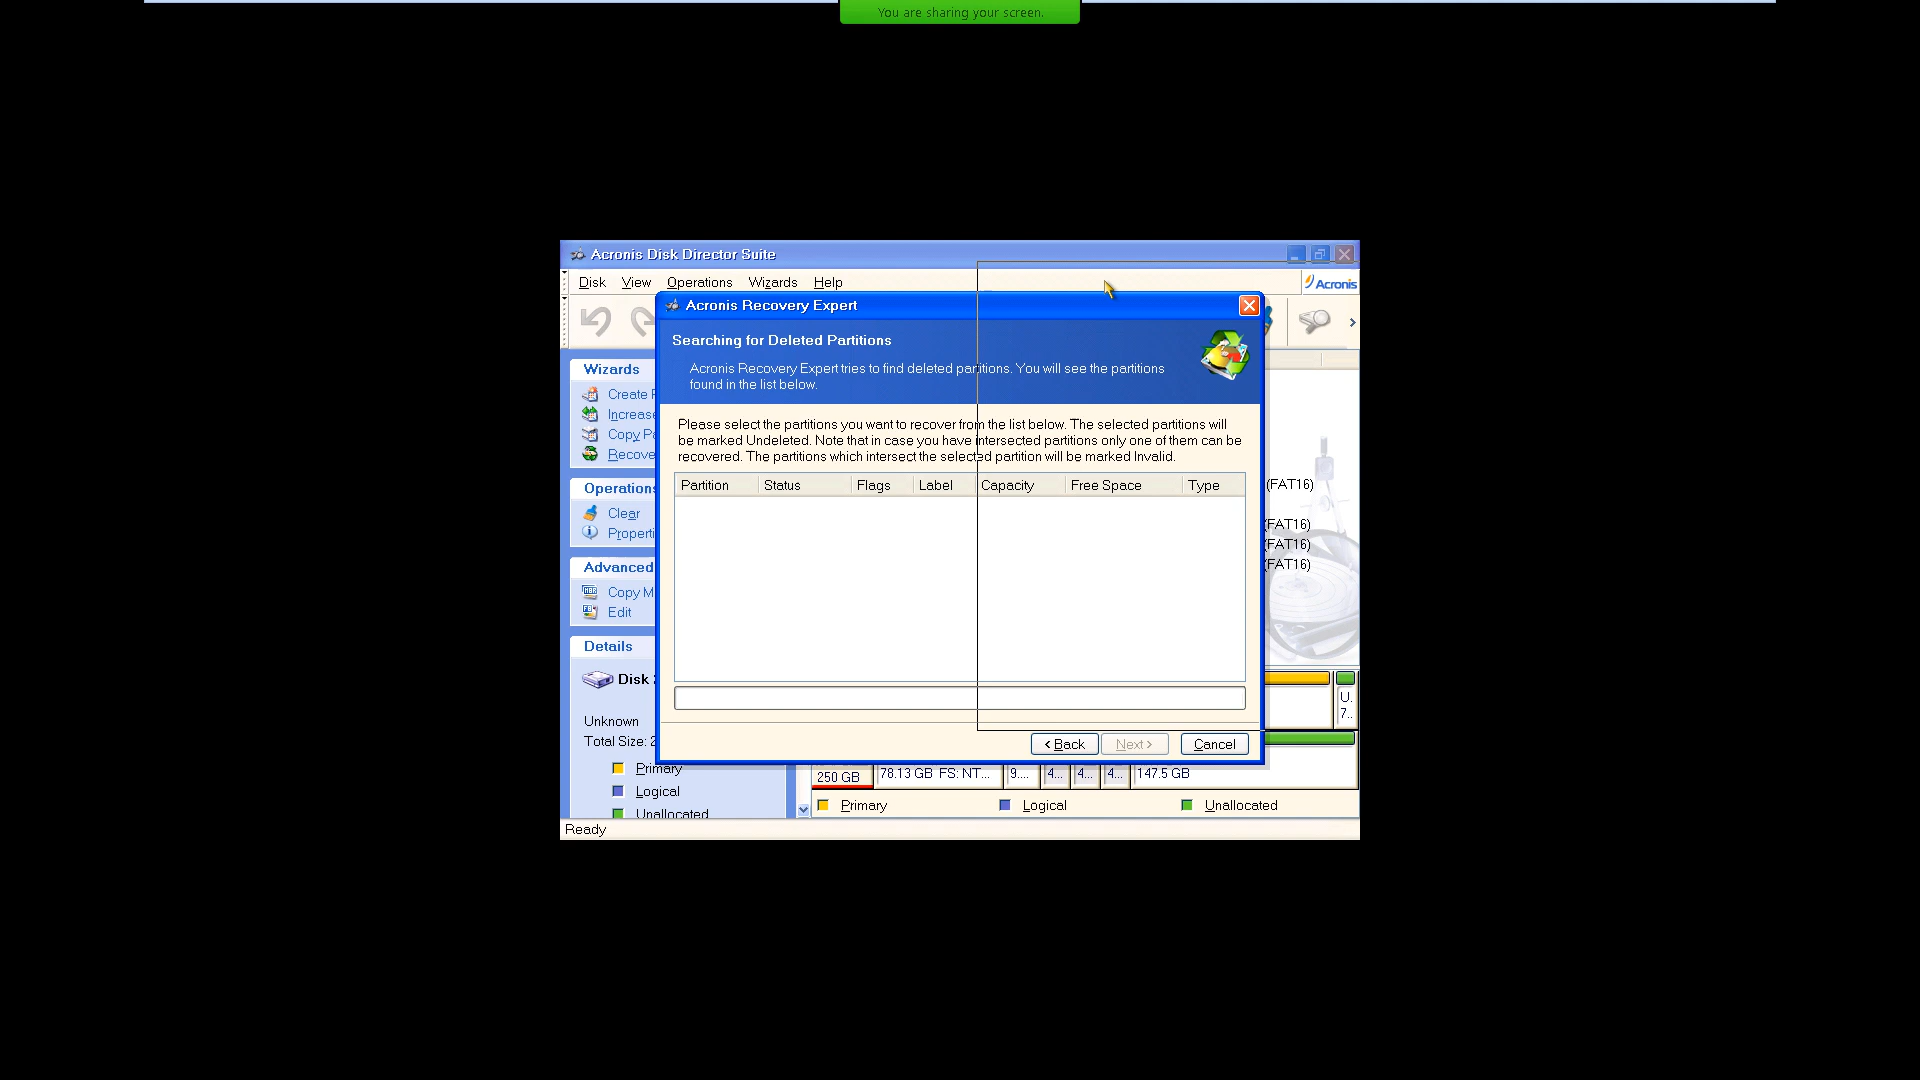 You are sharing your screen.
Acronis Disk Director Suite
Disk View Operations Wizards Help
Acronis
Acronis Recovery Expert
Searching for Deleted Partitions
Acronis Recovery Expert tries to find deleted partitions. You will see the partitions
found in the list below.
Please select the partitions you want to recover from the list below. The selected partitions will
be marked Undeleted. Note that in case you have intersected partitions only one of them can be
recovered. The partitions which intersect the selected partition will be marked Invalid.
Partition Status Flags Label Capacity Free Space Type
< Back Next > Cancel
Wizards
Create
Increase
Copy
Recove
Operations
Clear
Properti
Advanced
Copy M
Edit
Details
Disk
Unknown
Total Size: 2
Primary
Logical
Unallocated
(FAT16)
(FAT16)
(FAT16)
(FAT16)
U.
7..
250 GB
78.13 GB FS: NT...
9....
4...
4...
4...
147.5 GB
Primary Logical Unallocated
Ready